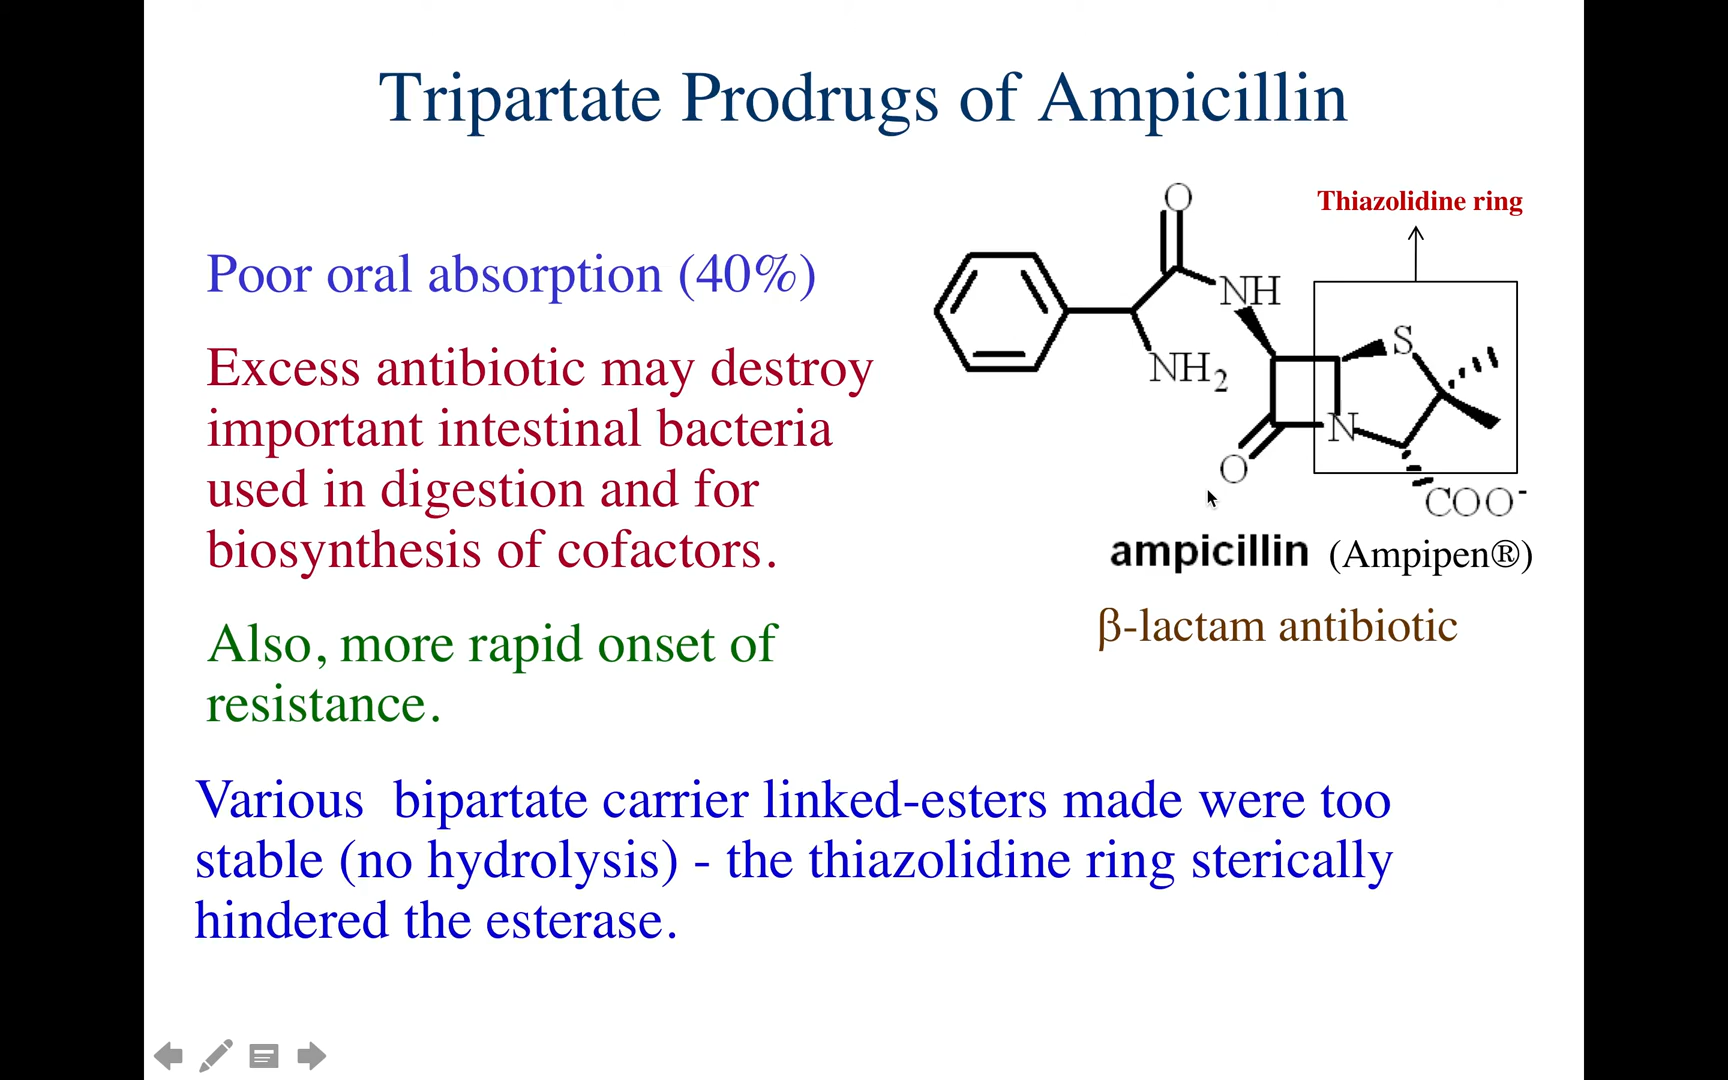 Tripartate Prodrugs of Ampicillin
Poor oral absorption (40%)
Excess antibiotic may destroy
important intestinal bacteria
used in digestion and for
biosynthesis of cofactors.
Also, more rapid onset of
resistance.
Thiazolidine ring
O
NH
NH2
S
N
O
COO-
ampicillin (Ampipen®)
β-lactam antibiotic
Various bipartate carrier linked-esters made were too
stable (no hydrolysis) - the thiazolidine ring sterically
hindered the esterase.